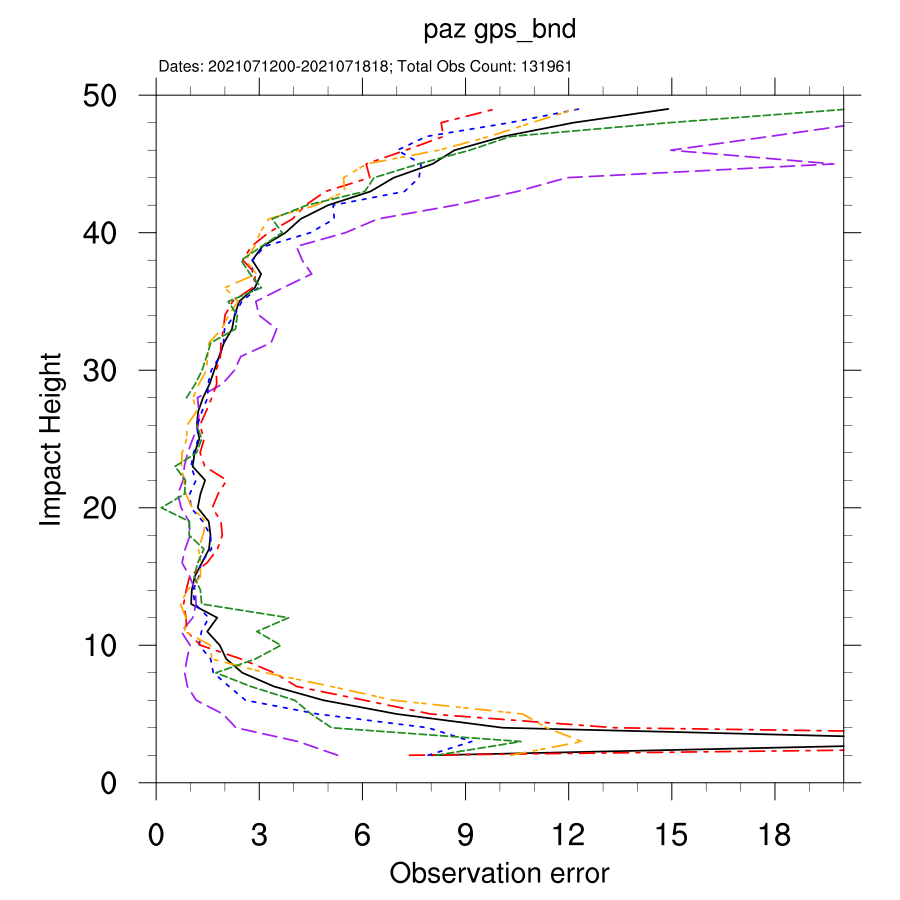 paz gps_bnd
Dates: 2021071200-2021071818; Total Obs Count: 131961
50
40
30
20
10
0
Impact Height
0 3 6 9 12 15 18
Observation error